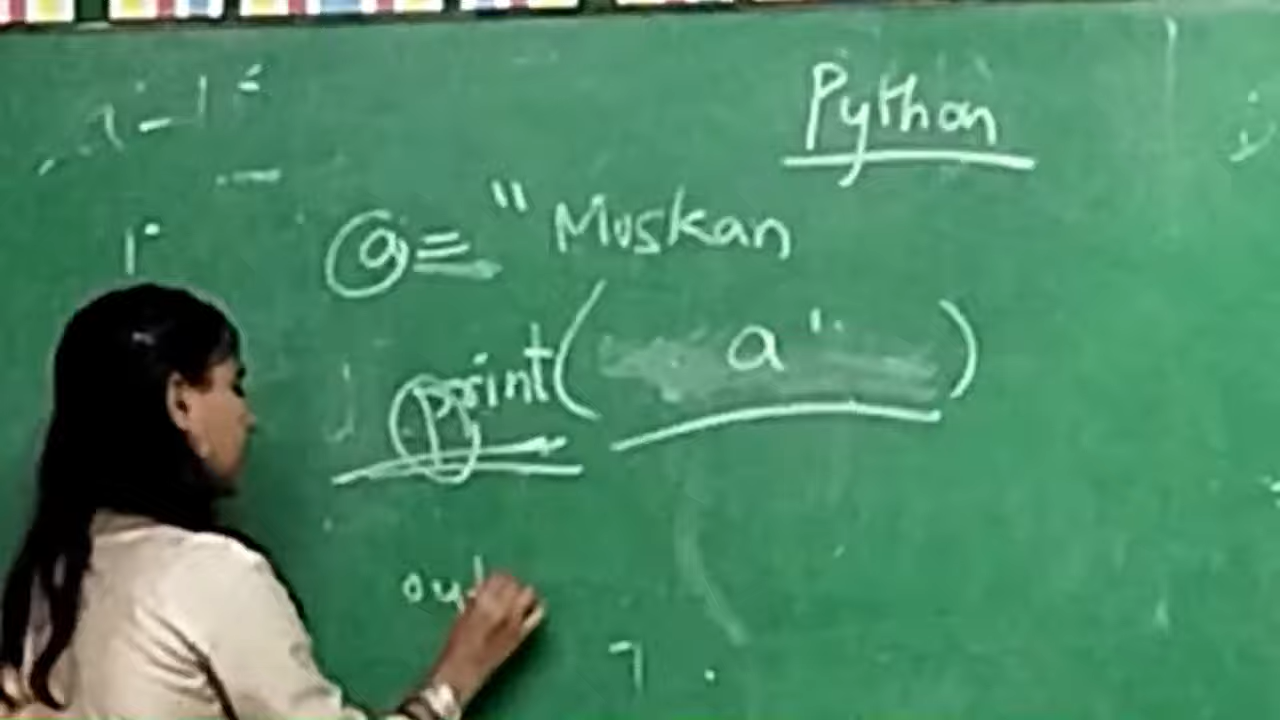 Python
a = "Muskan
print( a" )
out